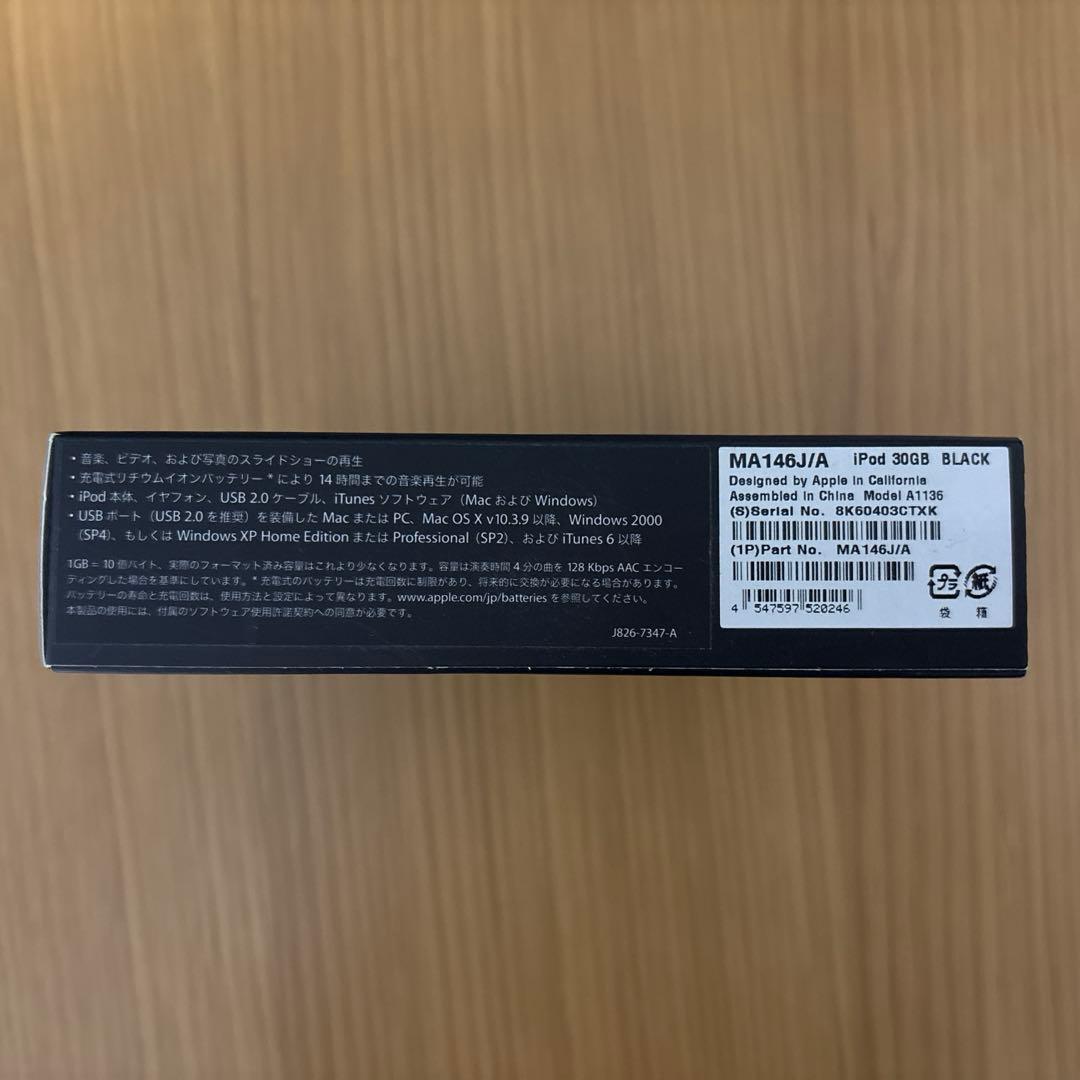 • 音楽、ビデオ、および写真のスライドショーの再生
• 充電式リチウムイオンバッテリー * により 14 時間までの音楽再生が可能
• iPod 本体、イヤフォン、USB 2.0 ケーブル、iTunes ソフトウェア（Mac および Windows）
• USB ポート（USB 2.0 を推奨）を装備した Mac または PC、Mac OS X v10.3.9 以降、Windows 2000
（SP4）、もしくは Windows XP Home Edition または Professional（SP2）、および iTunes 6 以降
1GB = 10 億バイト、実際のフォーマット済み容量はこれより少なくなります。容量は演奏時間 4 分の曲を 128 Kbps AAC エンコー
ティングした場合を基準にしています。* 充電式のバッテリーは充電回数に制限があり、将来的に交換が必要になる場合があります。
バッテリーの寿命と充電回数は、使用方法と設定によって異なります。www.apple.com/jp/batteries を参照してください。
本製品の使用には、付属のソフトウェア使用許諾契約への同意が必要です。
J826-7347-A
MA146J/A iPod 30GB BLACK
Designed by Apple in California
Assembled in China Model A1136
(S)Serial No. 8K60403CTXK
(1P)Part No. MA146J/A
4 547597 520246
プラ
紙
袋
箱